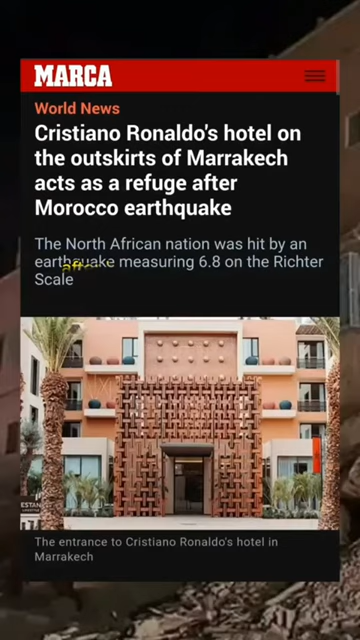 MARCA
World News
Cristiano Ronaldo's hotel on
the outskirts of Marrakech
acts as a refuge after
Morocco earthquake
The North African nation was hit by an
earthquake measuring 6.8 on the Richter
Scale
The entrance to Cristiano Ronaldo's hotel in
Marrakech